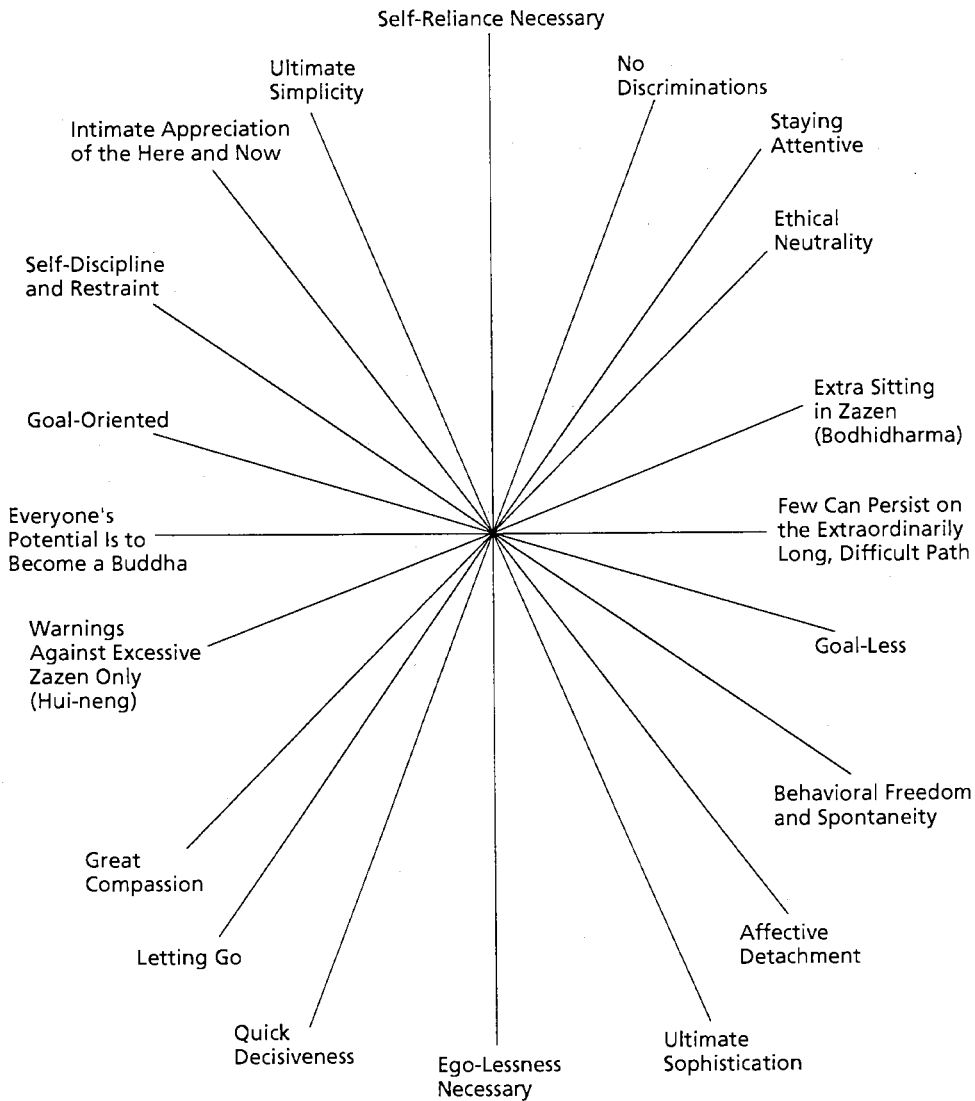 Self-Reliance Necessary
Ultimate
Simplicity
No
Discriminations
Intimate Appreciation
of the Here and Now
Staying
Attentive
Ethical
Neutrality
Self-Discipline
and Restraint
Extra Sitting
in Zazen
(Bodhidharma)
Goal-Oriented
Everyone's
Potential Is to
Become a Buddha
Few Can Persist on
the Extraordinarily
Long, Difficult Path
Warnings
Against Excessive
Zazen Only
(Hui-neng)
Goal-Less
Behavioral Freedom
and Spontaneity
Great
Compassion
Affective
Detachment
Letting Go
Quick
Decisiveness
Ego-Lessness
Necessary
Ultimate
Sophistication